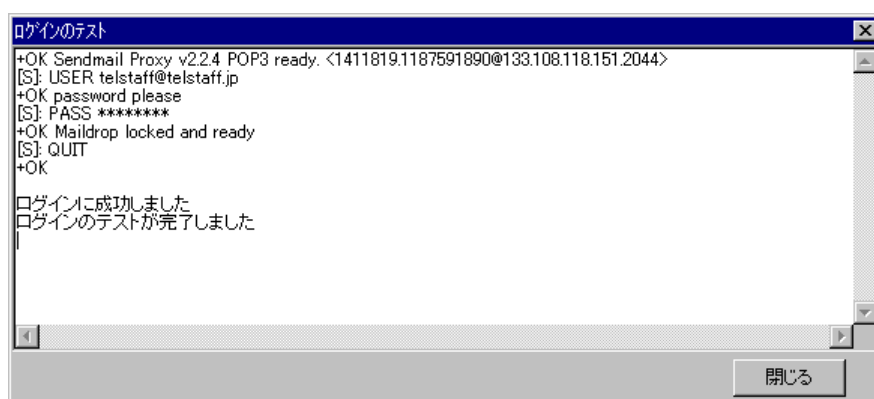 ログインのテスト
+OK Sendmail Proxy v2.2.4 POP3 ready. <1411819.1187591890@133.108.118.151.2044>
[S]: USER telstaff@telstaff.jp
+OK password please
[S]: PASS ********
+OK Maildrop locked and ready
[S]: QUIT
+OK
ログインに成功しました
ログインのテストが完了しました
閉じる